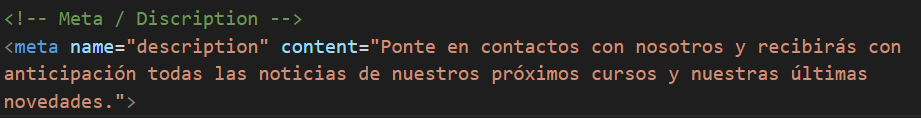 <!-- Meta / Discription -->
<meta name="description" content="Ponte en contactos con nosotros y recibirás con
anticipación todas las noticias de nuestros próximos cursos y nuestras últimas
novedades.">